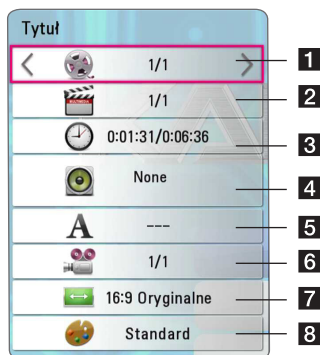 Tytuł
1/1 1
1/1 2
0:01:31/0:06:36 3
None 4
A --- 5
1/1 6
16:9 Oryginalne 7
Standard 8